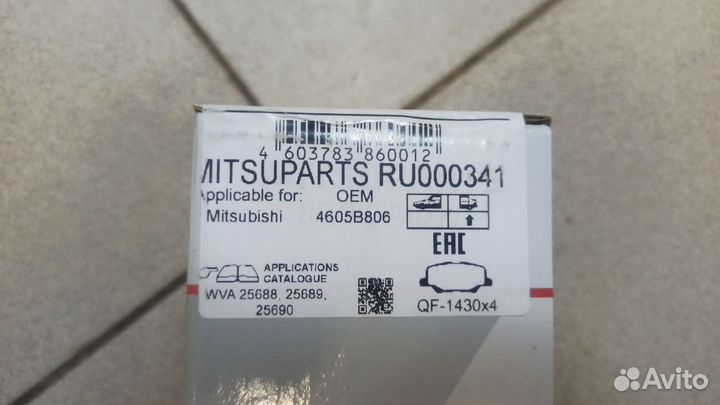 4 603783 860012
MITSUPARTS RU000341
Applicable for: OEM
Mitsubishi 4605B806
EAC
APPLICATIONS
CATALOGUE
WVA 25688, 25689,
25690
QF-1430x4
Avito